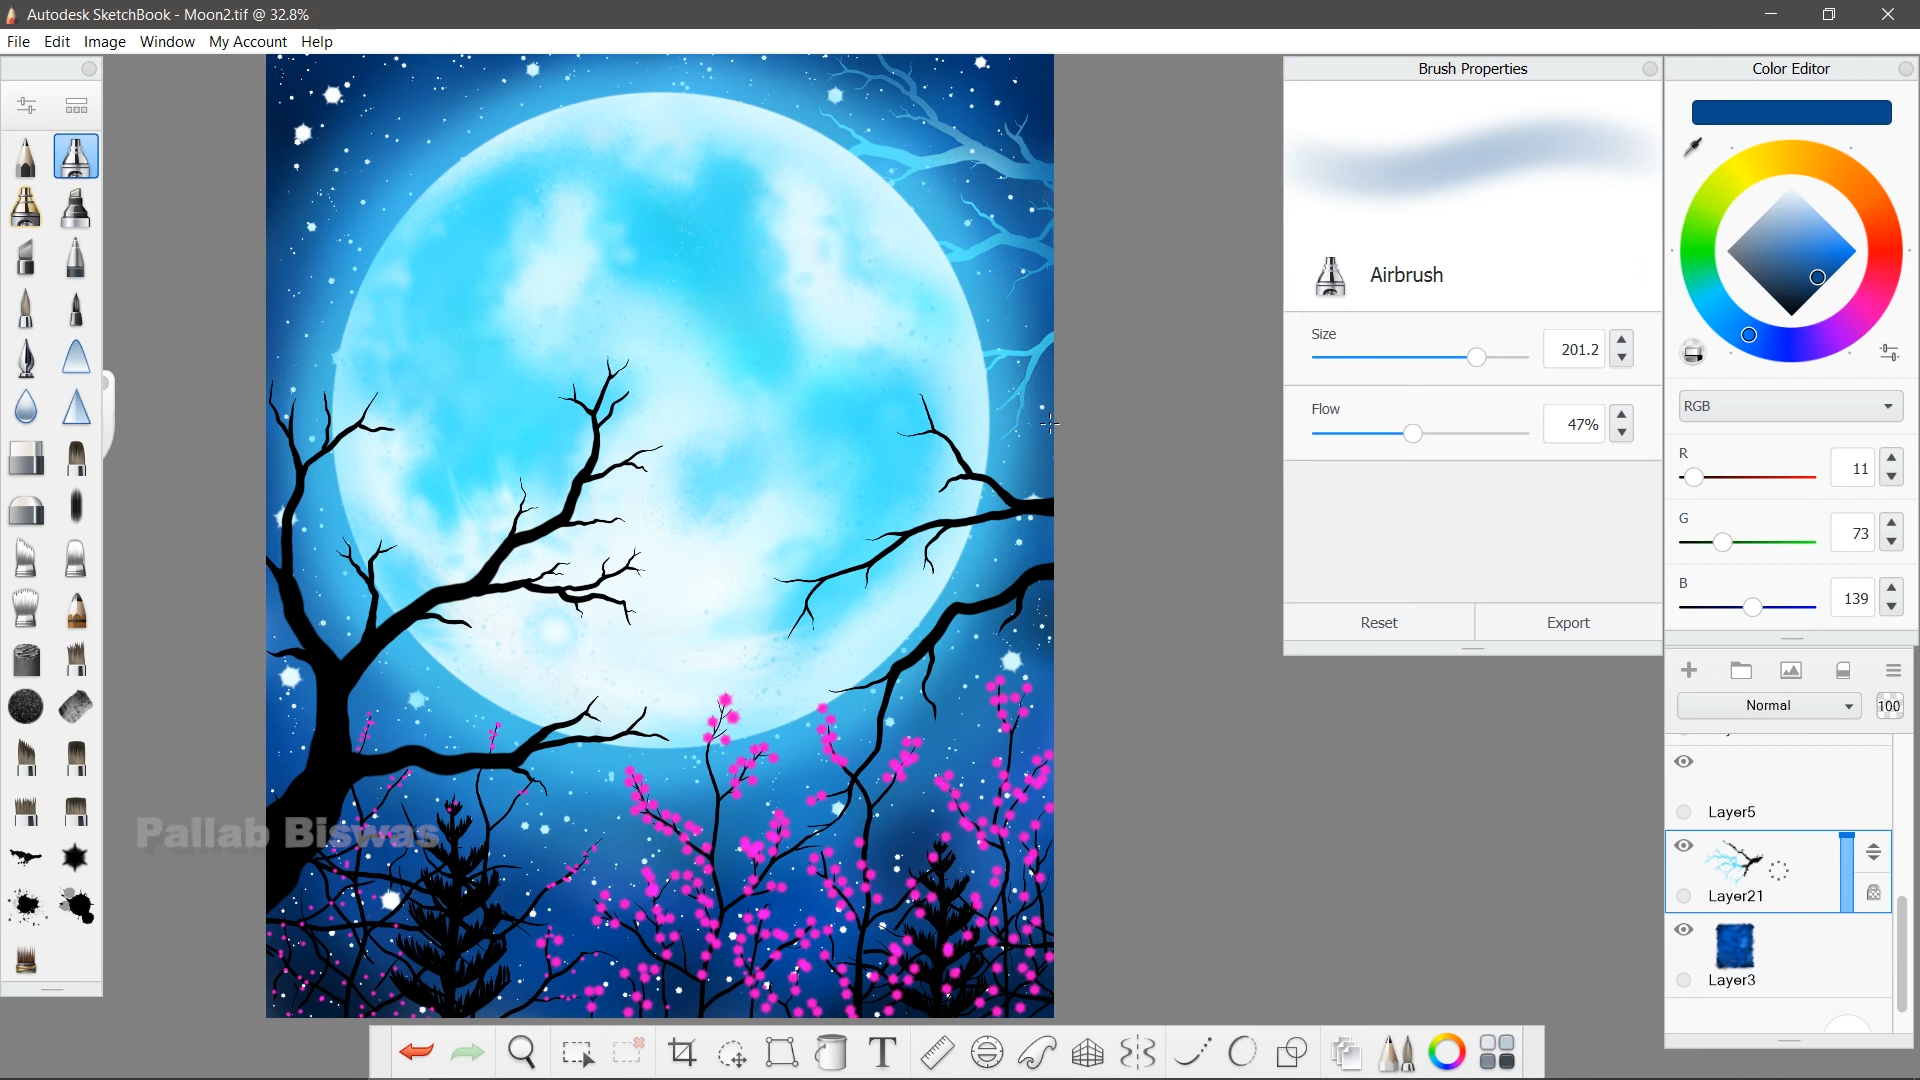 Autodesk SketchBook - Moon2.tif @ 32.8%
File Edit Image Window My Account Help
Brush Properties
Color Editor
Airbrush
Size
201.2
Flow
47%
Reset
Export
RGB
R
11
G
73
B
139
Normal
100
Layer5
Layer21
Layer3
Pallab Biswas
T